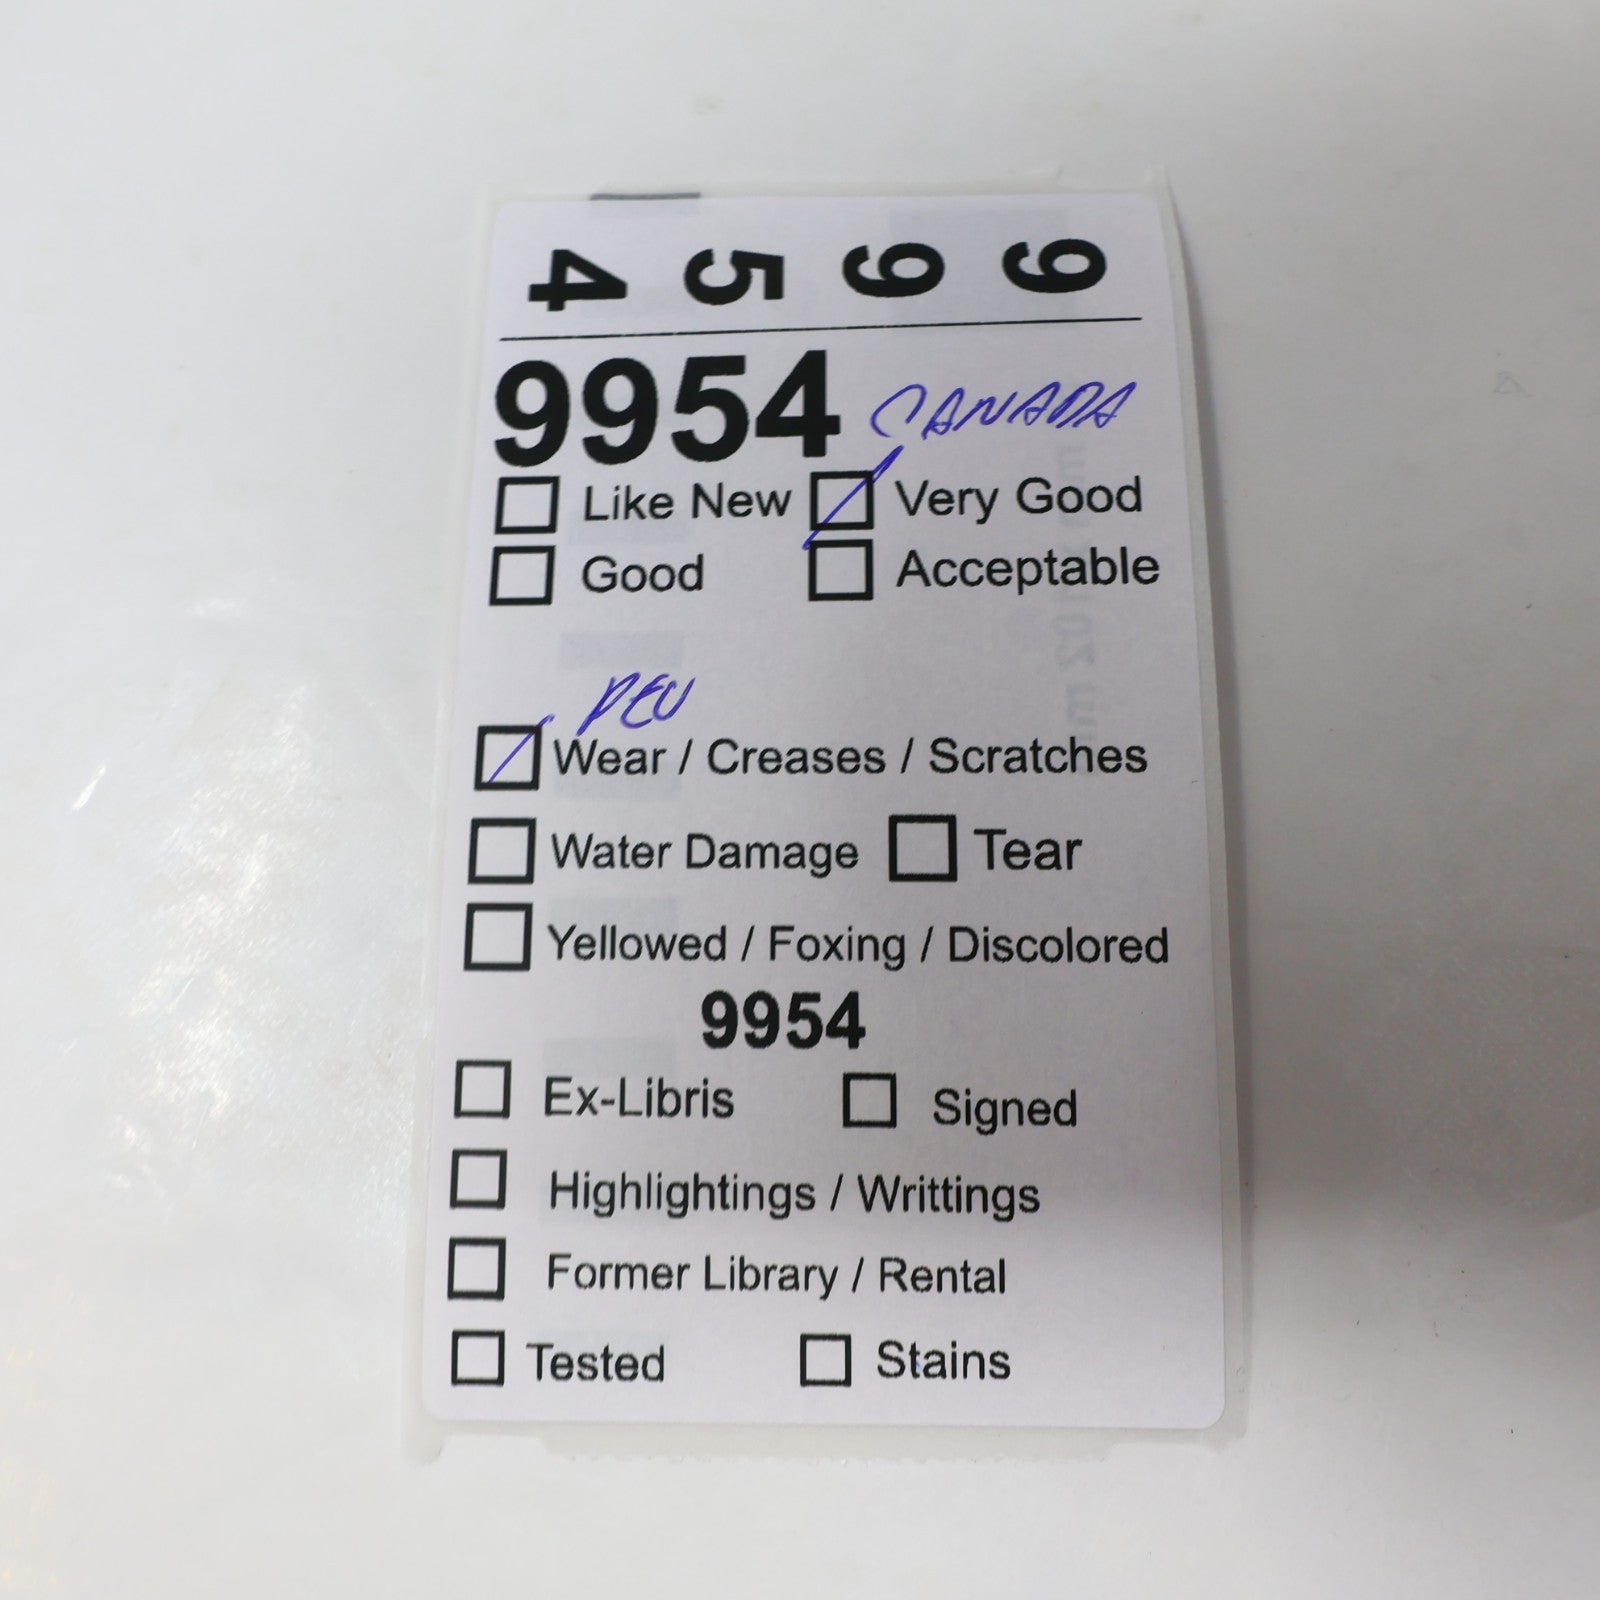 9 9 5 4
9954 CANADA
Like New Very Good
Good Acceptable
PEU
Wear / Creases / Scratches
Water Damage Tear
Yellowed / Foxing / Discolored
9954
Ex-Libris Signed
Highlightings / Writtings
Former Library / Rental
Tested Stains